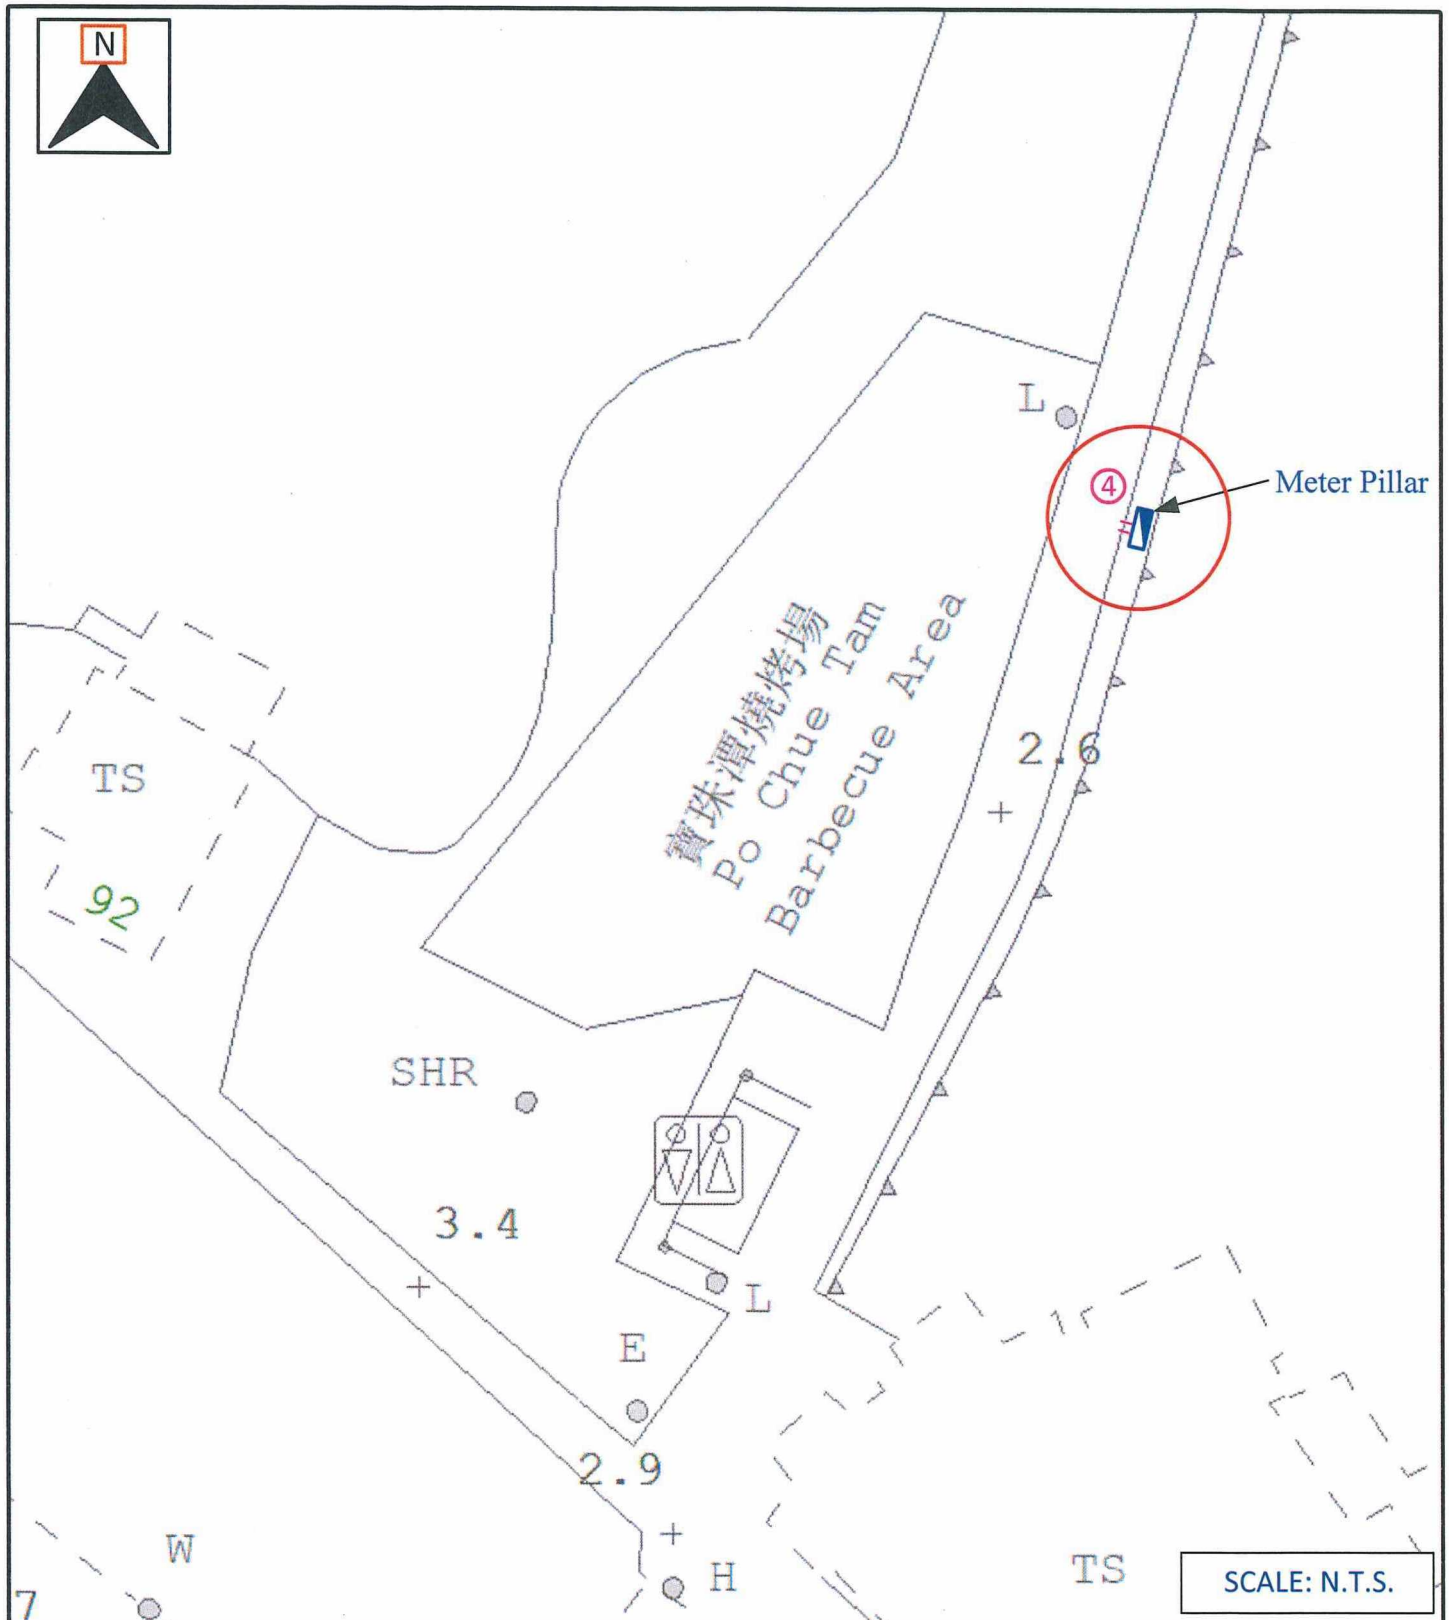 N
L
④
Meter Pillar
寶珠潭燒烤場
Po Chue Tam
Barbecue Area
2.6
TS
92
SHR
3.4
L
E
2.9
W
H
TS
7
SCALE: N.T.S.